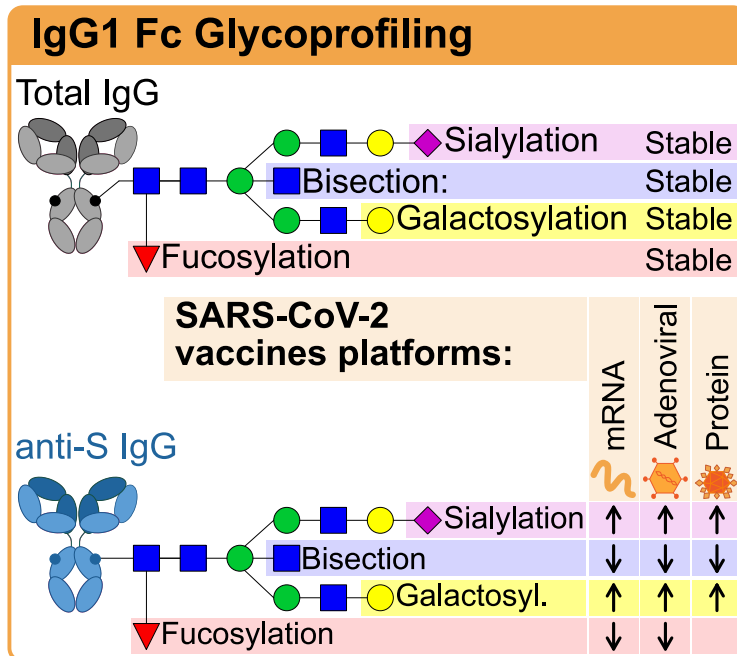 IgG1 Fc Glycoprofiling
Total IgG
Sialylation Stable
Bisection: Stable
Galactosylation Stable
Fucosylation Stable
SARS-CoV-2
vaccines platforms:
mRNA
Adenoviral
Protein
anti-S IgG
Sialylation ↑ ↑ ↑
Bisection ↓ ↓ ↓
Galactosyl. ↑ ↑ ↑
Fucosylation ↓ ↓